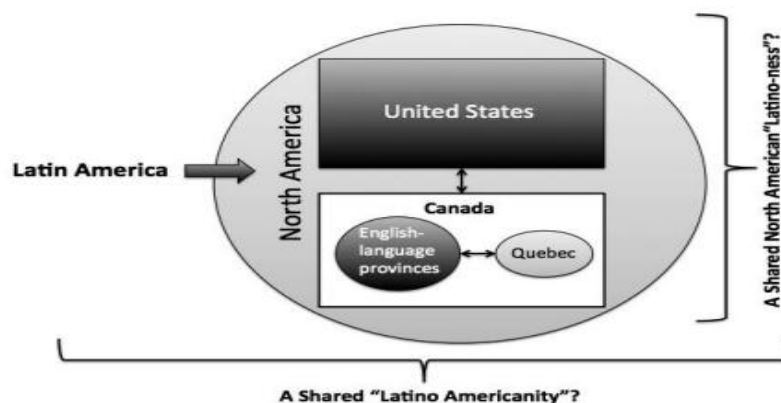 United States
North America
Latin America
Canada
English-
language
provinces
Quebec
A Shared North American“Latino-ness”?
A Shared “Latino Americanity”?